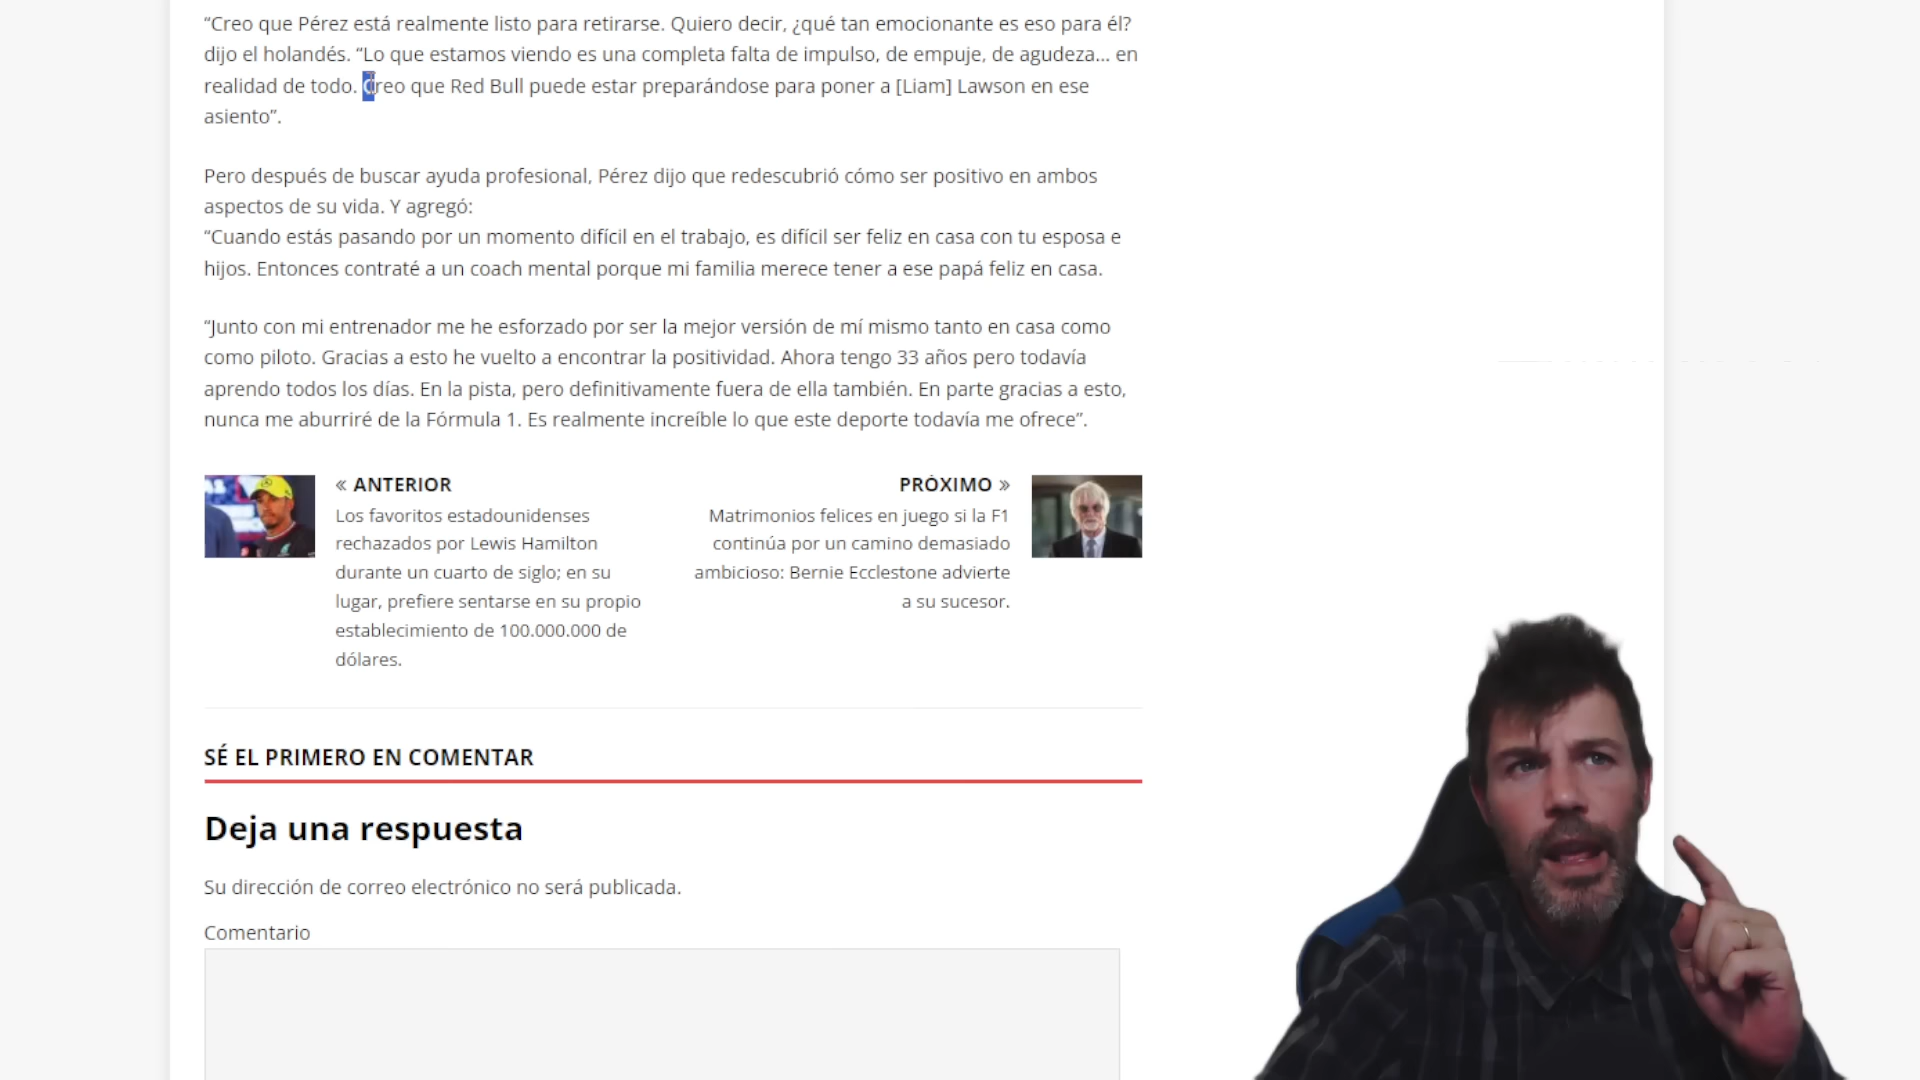 “Creo que Pérez está realmente listo para retirarse. Quiero decir, ¿qué tan emocionante es eso para él?
dijo el holandés. “Lo que estamos viendo es una completa falta de impulso, de empuje, de agudeza... en
realidad de todo. Creo que Red Bull puede estar preparándose para poner a [Liam] Lawson en ese
asiento”.
Pero después de buscar ayuda profesional, Pérez dijo que redescubrió cómo ser positivo en ambos
aspectos de su vida. Y agregó:
“Cuando estás pasando por un momento difícil en el trabajo, es difícil ser feliz en casa con tu esposa e
hijos. Entonces contraté a un coach mental porque mi familia merece tener a ese papá feliz en casa.
“Junto con mi entrenador me he esforzado por ser la mejor versión de mí mismo tanto en casa como
como piloto. Gracias a esto he vuelto a encontrar la positividad. Ahora tengo 33 años pero todavía
aprendo todos los días. En la pista, pero definitivamente fuera de ella también. En parte gracias a esto,
nunca me aburriré de la Fórmula 1. Es realmente increíble lo que este deporte todavía me ofrece”.
« ANTERIOR
Los favoritos estadounidenses
rechazados por Lewis Hamilton
durante un cuarto de siglo; en su
lugar, prefiere sentarse en su propio
establecimiento de 100.000.000 de
dólares.
PRÓXIMO »
Matrimonios felices en juego si la F1
continúa por un camino demasiado
ambicioso: Bernie Ecclestone advierte
a su sucesor.
SÉ EL PRIMERO EN COMENTAR
Deja una respuesta
Su dirección de correo electrónico no será publicada.
Comentario